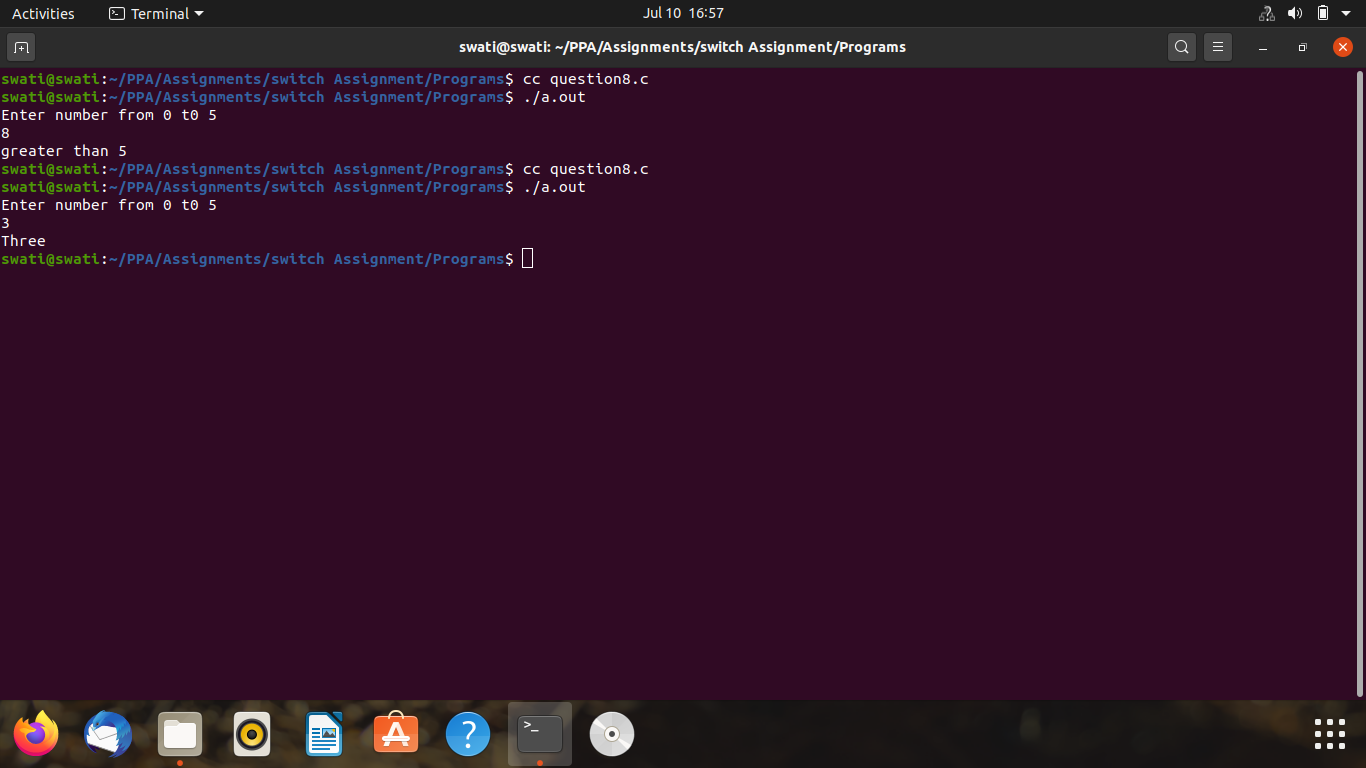 Activities Terminal Jul 10 16:57
swati@swati: ~/PPA/Assignments/switch Assignment/Programs
swati@swati:~/PPA/Assignments/switch Assignment/Programs$ cc question8.c
swati@swati:~/PPA/Assignments/switch Assignment/Programs$ ./a.out
Enter number from 0 t0 5
8
greater than 5
swati@swati:~/PPA/Assignments/switch Assignment/Programs$ cc question8.c
swati@swati:~/PPA/Assignments/switch Assignment/Programs$ ./a.out
Enter number from 0 t0 5
3
Three
swati@swati:~/PPA/Assignments/switch Assignment/Programs$